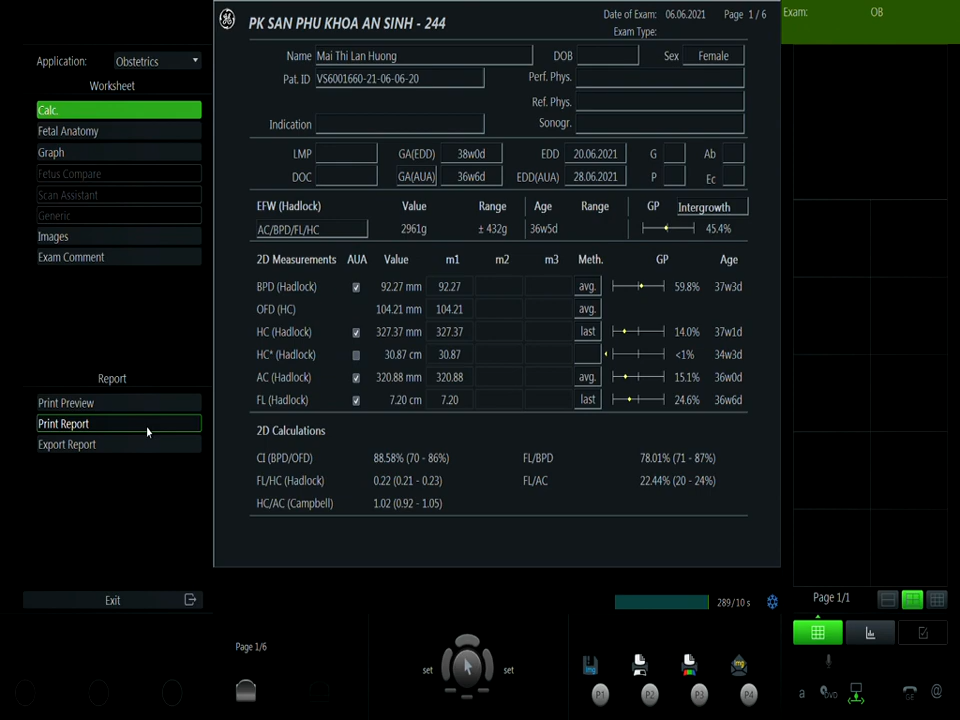 Application: Obstetrics
Worksheet
Calc.
Fetal Anatomy
Graph
Fetus Compare
Scan Assistant
Generic
Images
Exam Comment
Report
Print Preview
Print Report
Export Report
Exit
PK SAN PHU KHOA AN SINH - 244
Date of Exam: 06.06.2021 Page 1 / 6
Exam Type:
Name Mai Thi Lan Huong DOB Sex Female
Pat. ID VS6001660-21-06-06-20 Perf. Phys.
Ref. Phys.
Indication Sonogr.
LMP GA(EDD) 38w0d EDD 20.06.2021 G Ab
DOC GA(AUA) 36w6d EDD(AUA) 28.06.2021 P Ec
EFW (Hadlock) Value Range Age Range GP Intergrowth
AC/BPD/FL/HC 2961g ± 432g 36w5d 45.4%
2D Measurements AUA Value m1 m2 m3 Meth. GP Age
BPD (Hadlock) 92.27 mm 92.27 avg. 59.8% 37w3d
OFD (HC) 104.21 mm 104.21 avg.
HC (Hadlock) 327.37 mm 327.37 last 14.0% 37w1d
HC* (Hadlock) 30.87 cm 30.87 <1% 34w3d
AC (Hadlock) 320.88 mm 320.88 avg. 15.1% 36w0d
FL (Hadlock) 7.20 cm 7.20 last 24.6% 36w6d
2D Calculations
CI (BPD/OFD) 88.58% (70 - 86%) FL/BPD 78.01% (71 - 87%)
FL/HC (Hadlock) 0.22 (0.21 - 0.23) FL/AC 22.44% (20 - 24%)
HC/AC (Campbell) 1.02 (0.92 - 1.05)
Exam: OB
289/10 s
Page 1/1
Page 1/6
set set
img img
P1 P2 P3 P4
a DVD @